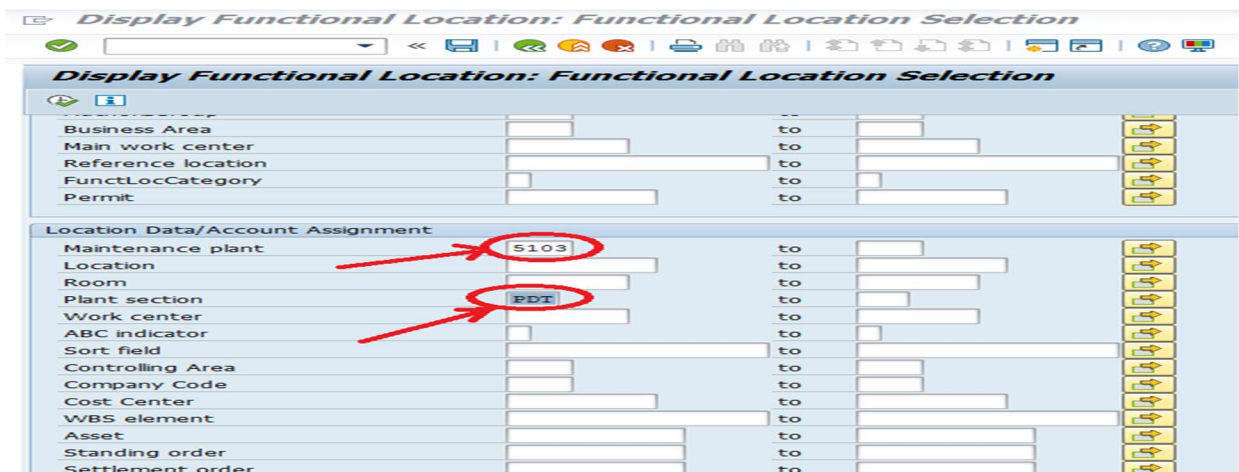 Display Functional Location: Functional Location Selection
Display Functional Location: Functional Location Selection
Business Area to
Main work center to
Reference location to
FunctLocCategory to
Permit to
Location Data/Account Assignment
Maintenance plant 5103 to
Location to
Room to
Plant section PDT to
Work center to
ABC indicator to
Sort field to
Controlling Area to
Company Code to
Cost Center to
WBS element to
Asset to
Standing order to
Settlement order to